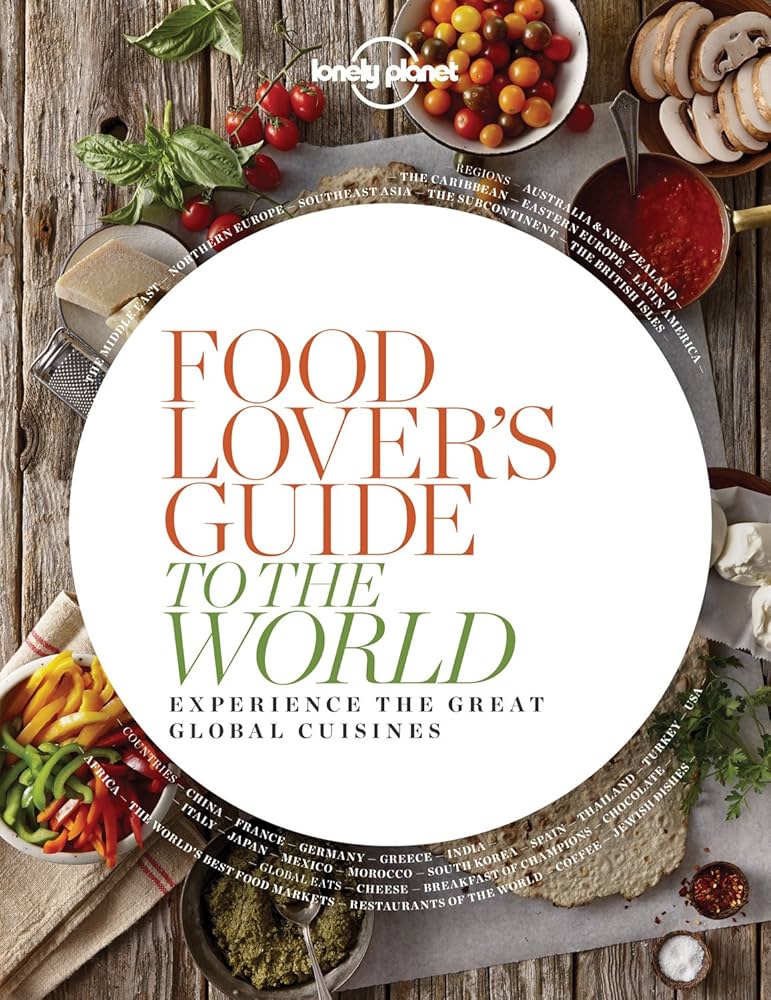 lonely planet
REGIONS – AUSTRALIA & NEW ZEALAND –
– THE CARIBBEAN – EASTERN EUROPE – LATIN AMERICA –
THE MIDDLE EAST – NORTHERN EUROPE – SOUTHEAST ASIA – THE SUBCONTINENT – THE BRITISH ISLES –
FOOD
LOVER'S
GUIDE
TO THE
WORLD
EXPERIENCE THE GREAT
GLOBAL CUISINES
– COUNTRIES – CHINA – FRANCE – GERMANY – GREECE – INDIA –
– ITALY – JAPAN – MEXICO – MOROCCO – SOUTH KOREA – SPAIN – THAILAND – TURKEY – USA –
GLOBAL EATS – CHEESE – BREAKFAST OF CHAMPIONS – CHOCOLATE –
AFRICA – THE WORLD'S BEST FOOD MARKETS – RESTAURANTS OF THE WORLD – COFFEE – JEWISH DISHES –